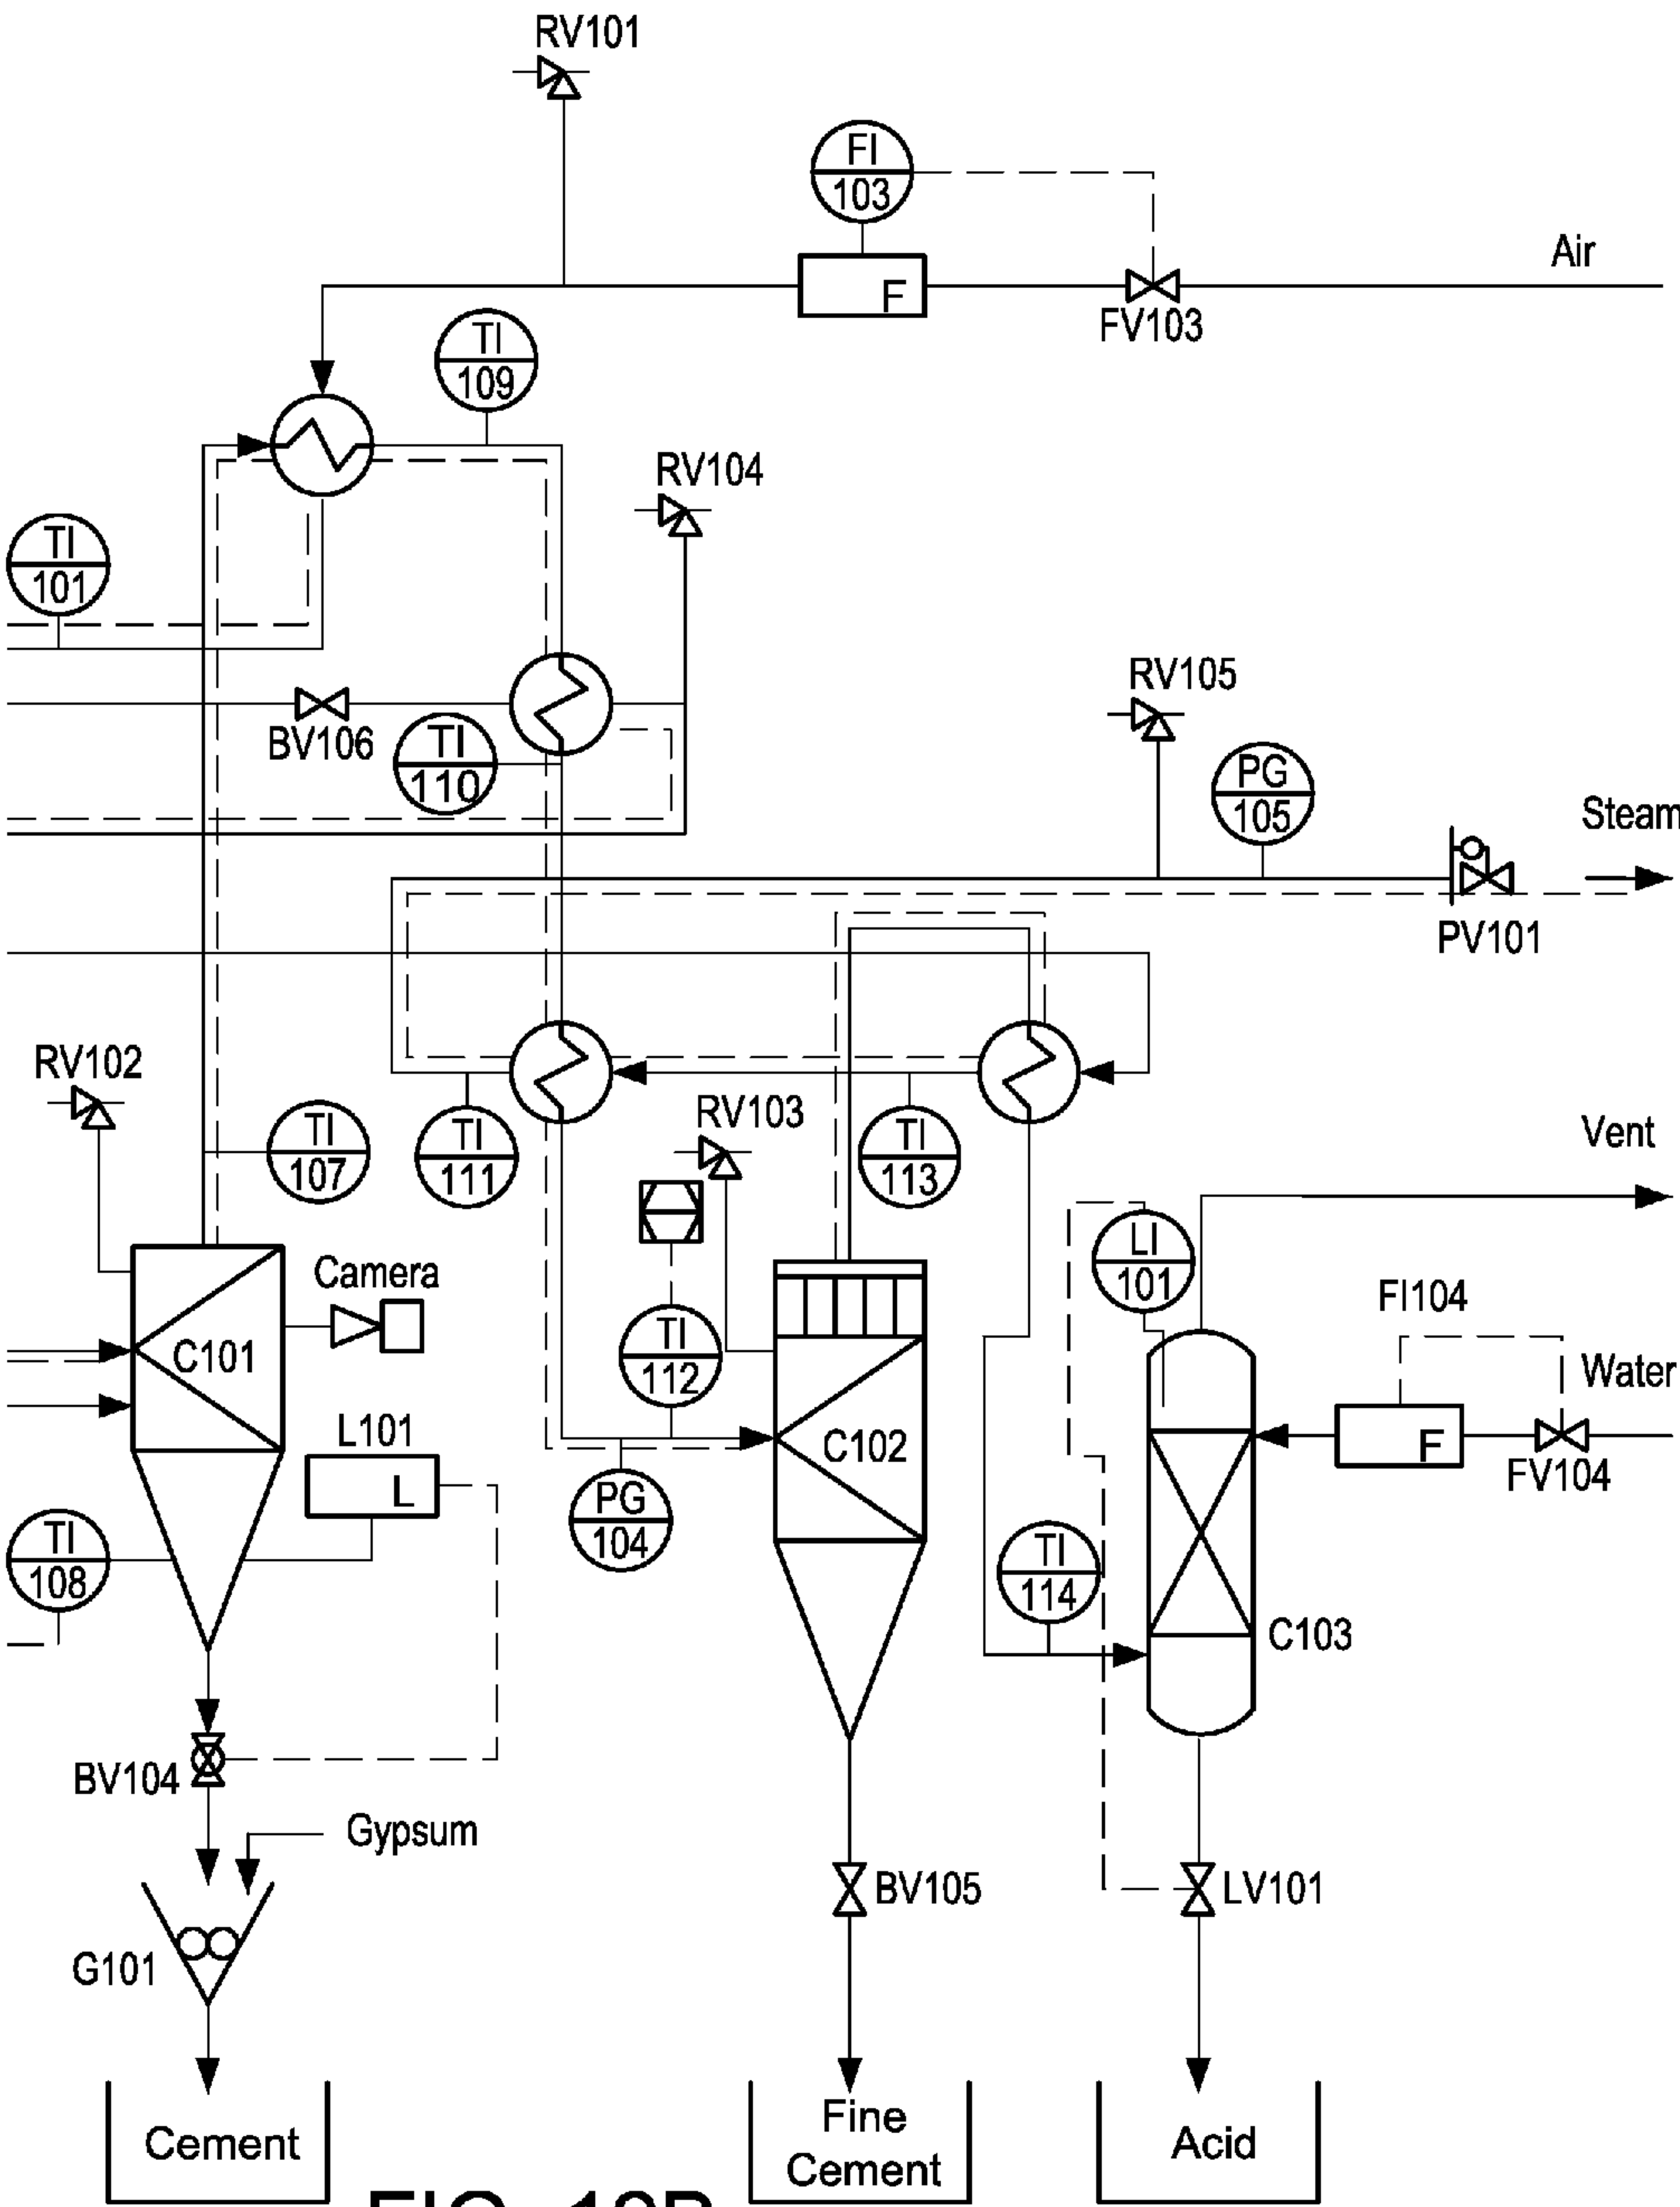 RV101
FI
103
Air
F
FV103
TI
109
RV104
TI
101
RV105
BV106
TI
110
PG
105
Steam
PV101
RV102
RV103
TI
107
TI
111
TI
113
Vent
LI
101
Camera
FI104
C101
TI
112
Water
L101
L
C102
F
FV104
TI
108
PG
104
TI
114
C103
BV104
Gypsum
BV105
LV101
G101
Cement
Fine
Cement
Acid